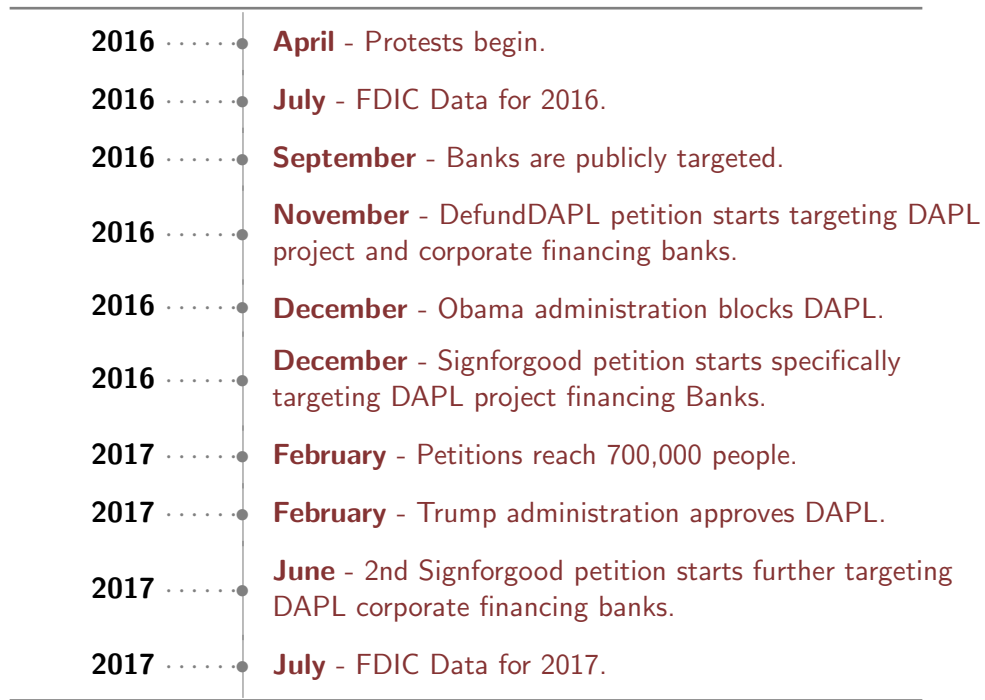 2016 April - Protests begin.
2016 July - FDIC Data for 2016.
2016 September - Banks are publicly targeted.
2016 November - DefundDAPL petition starts targeting DAPL
project and corporate financing banks.
2016 December - Obama administration blocks DAPL.
2016 December - Signforgood petition starts specifically
targeting DAPL project financing Banks.
2017 February - Petitions reach 700,000 people.
2017 February - Trump administration approves DAPL.
2017 June - 2nd Signforgood petition starts further targeting
DAPL corporate financing banks.
2017 July - FDIC Data for 2017.